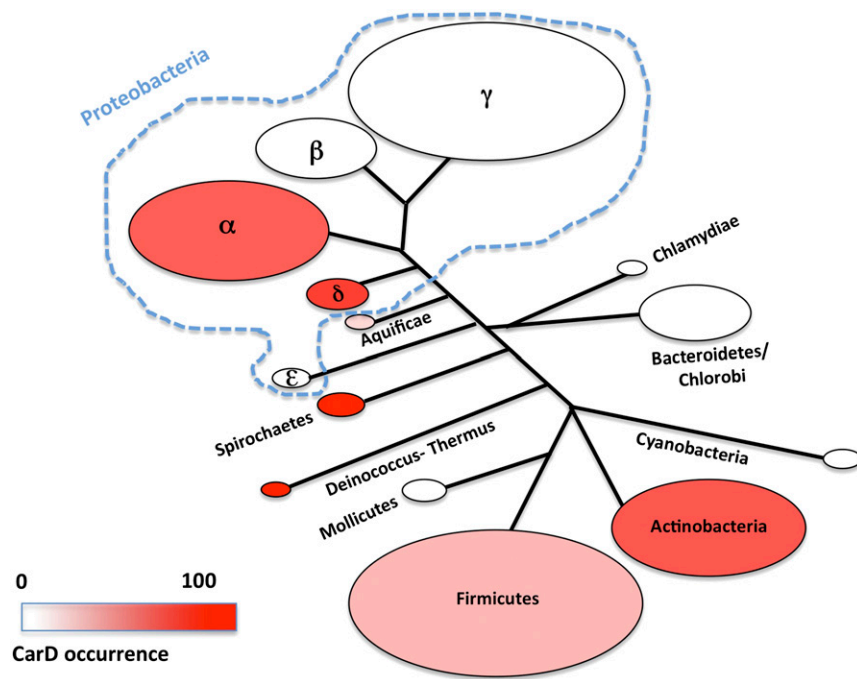 Proteobacteria
γ
β
α
δ
Aquificae
ε
Spirochaetes
Deinococcus- Thermus
Mollicutes
Firmicutes
Actinobacteria
Cyanobacteria
Bacteroidetes/
Chlorobi
Chlamydiae
0 100
CarD occurrence